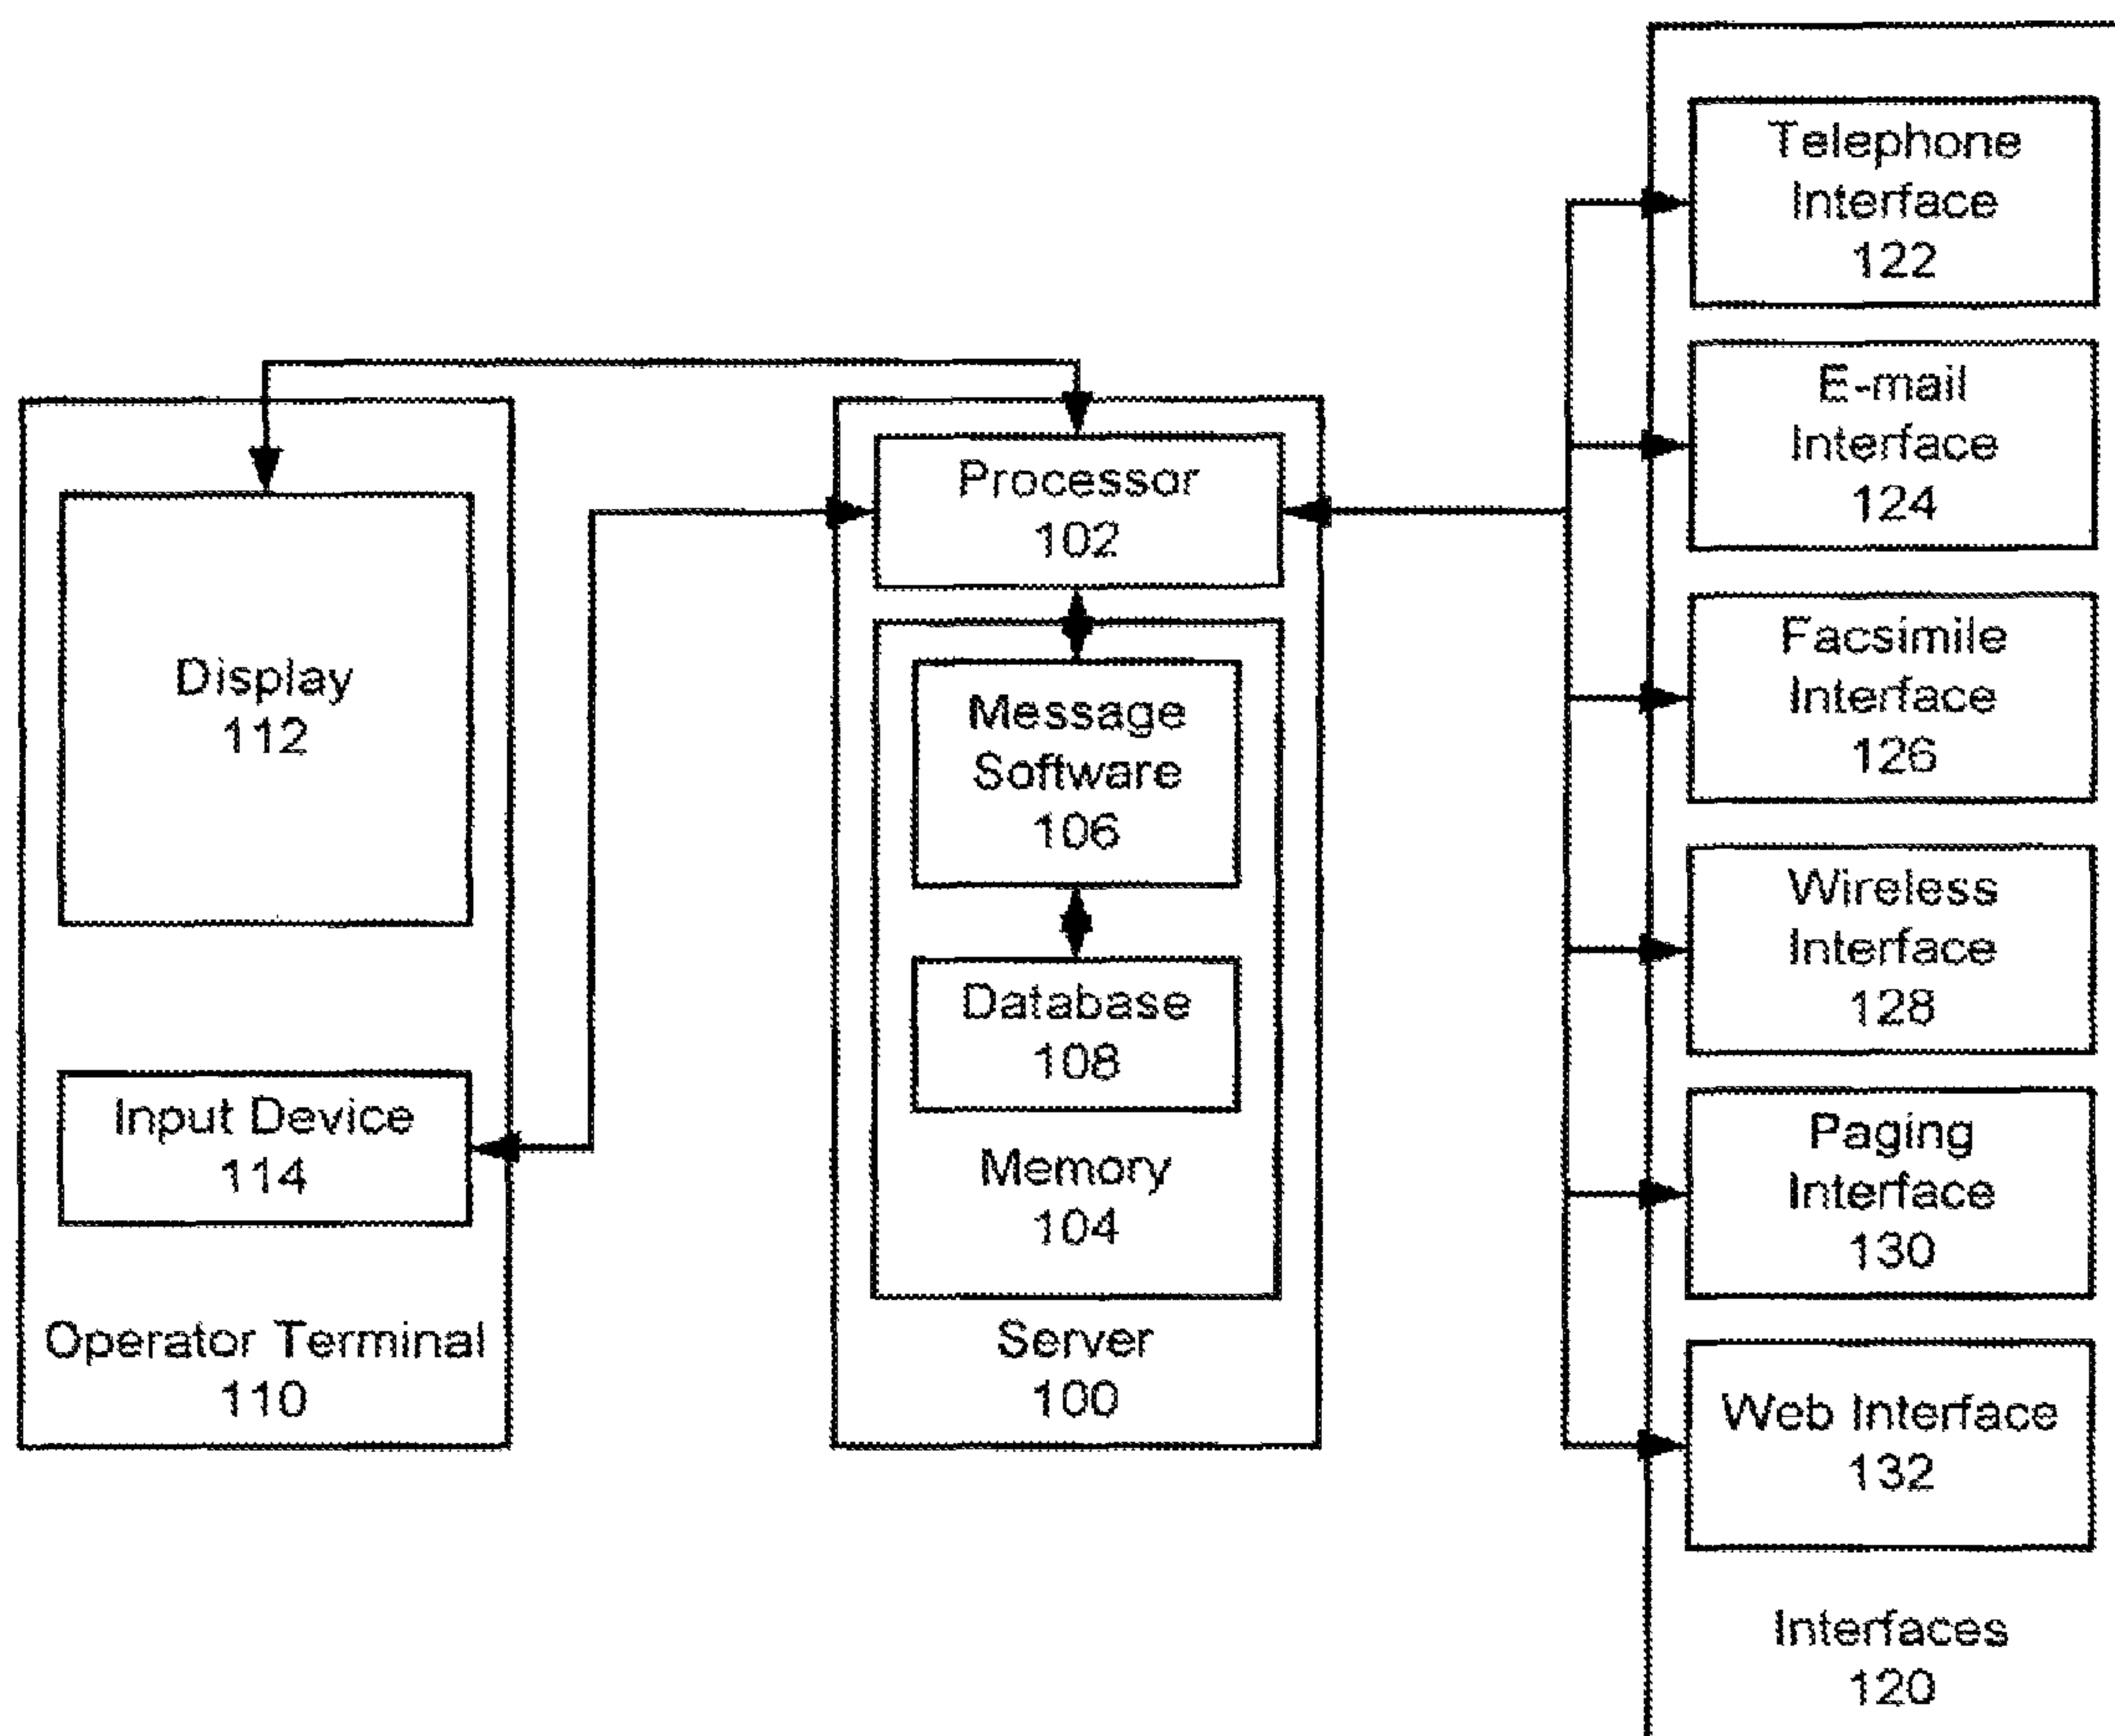 Display
112
Input Device
114
Operator Terminal
110
Processor
102
Message
Software
106
Database
108
Memory
104
Server
100
Telephone
Interface
122
E-mail
Interface
124
Facsimile
Interface
126
Wireless
Interface
128
Paging
Interface
130
Web Interface
132
Interfaces
120